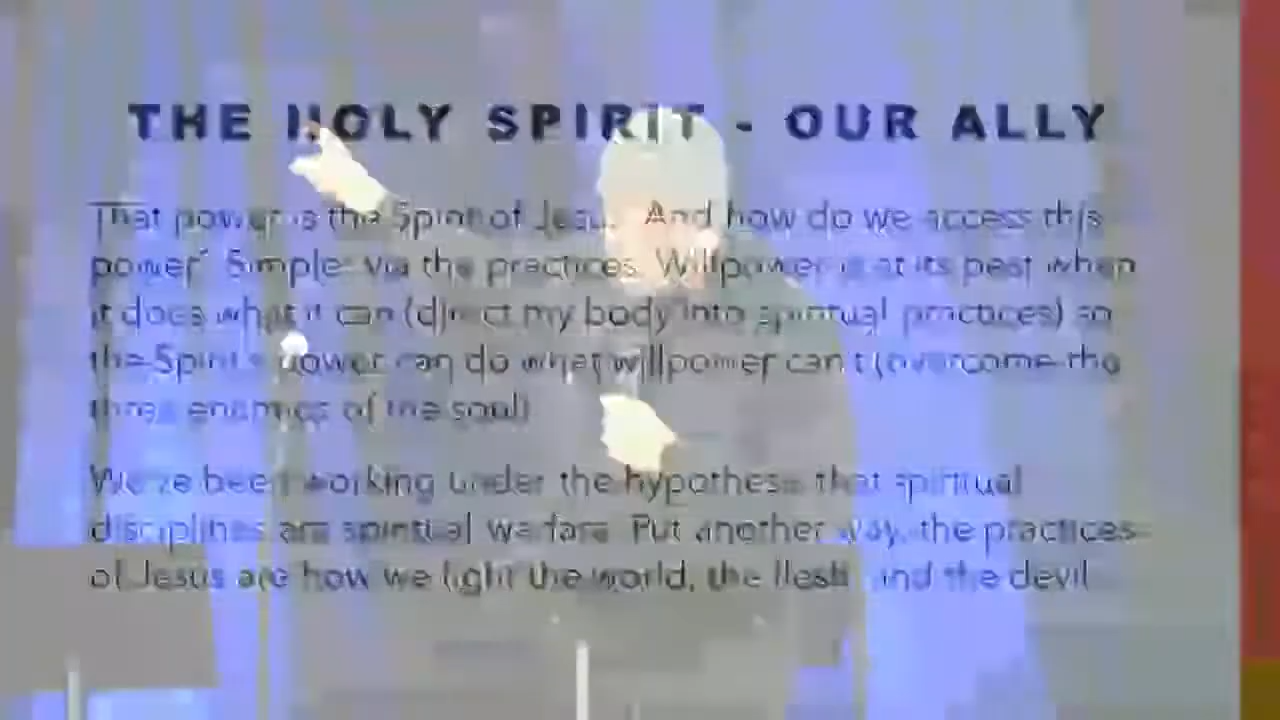 THE HOLY SPIRIT - OUR ALLY
That power is the Spirit of Jesus. And how do we access this
power? Simple: via the practices. Willpower is at its best when
it does what it can (direct my body into spiritual practices) so
the Spirit's power can do what willpower can't (overcome the
three enemies of the soul)
We've been working under the hypothesis that spiritual
disciplines are spiritual warfare. Put another way, the practices
of Jesus are how we fight the world, the flesh and the devil